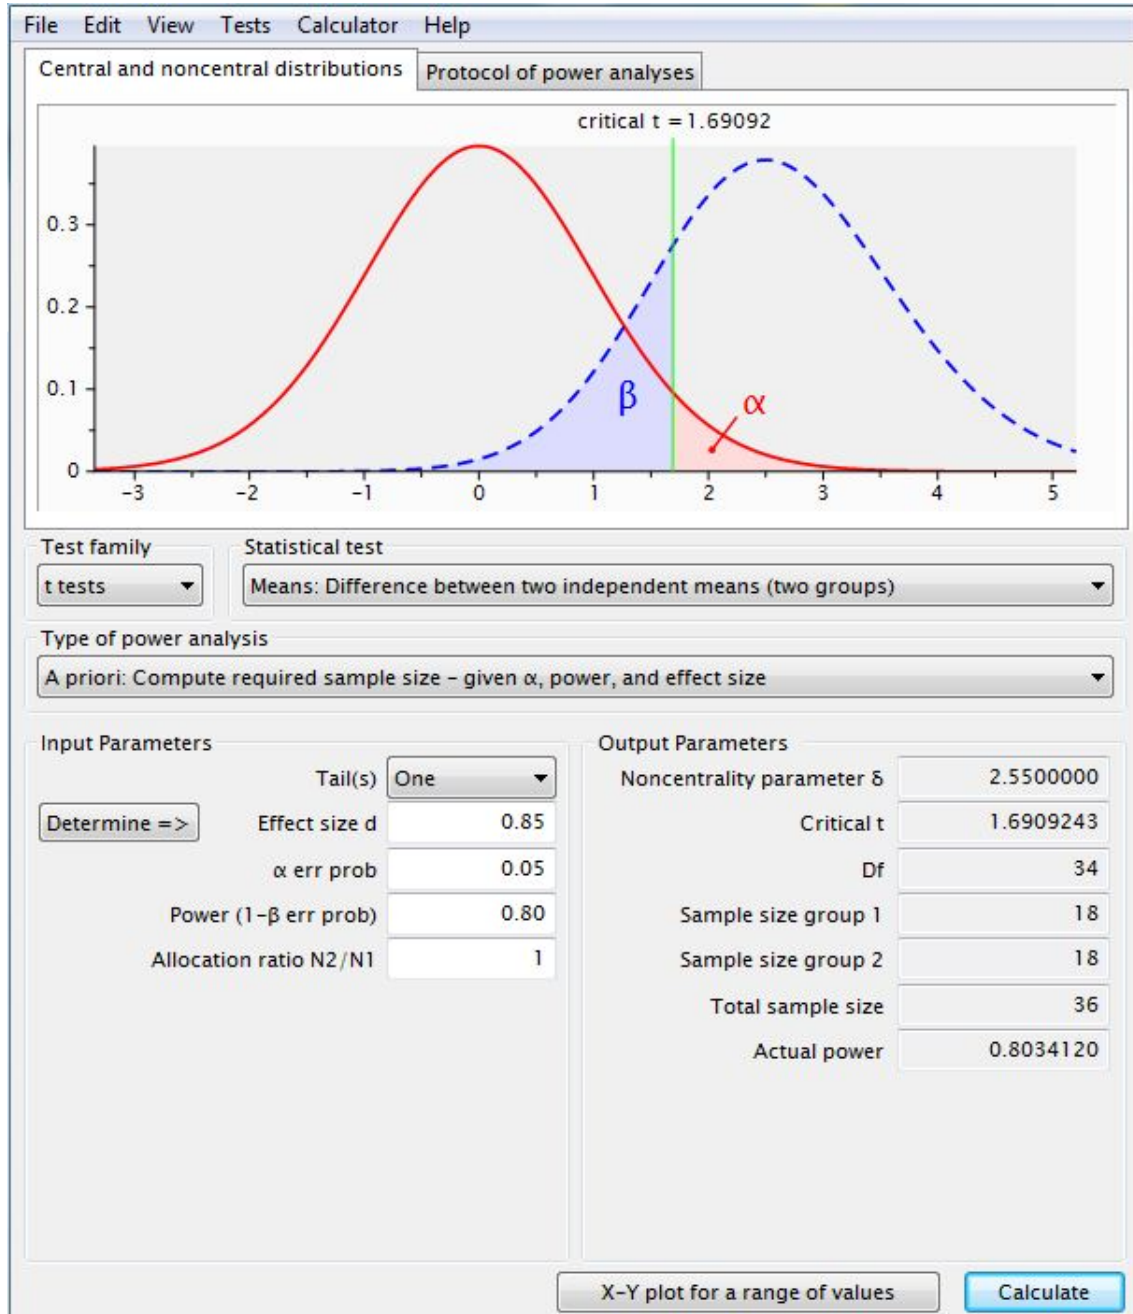 File Edit View Tests Calculator Help
Central and noncentral distributions Protocol of power analyses
critical t = 1.69092
0.3
0.2
0.1
0
β α
-3 -2 -1 0 1 2 3 4 5
Test family Statistical test
t tests Means: Difference between two independent means (two groups)
Type of power analysis
A priori: Compute required sample size - given α, power, and effect size
Input Parameters Output Parameters
Tail(s) One Noncentrality parameter δ 2.5500000
Determine => Effect size d 0.85 Critical t 1.6909243
α err prob 0.05 Df 34
Power (1-β err prob) 0.80 Sample size group 1 18
Allocation ratio N2/N1 1 Sample size group 2 18
Total sample size 36
Actual power 0.8034120
X-Y plot for a range of values Calculate